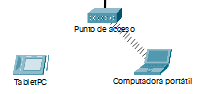 Punto de acceso
TabletPC
Computadora portátil